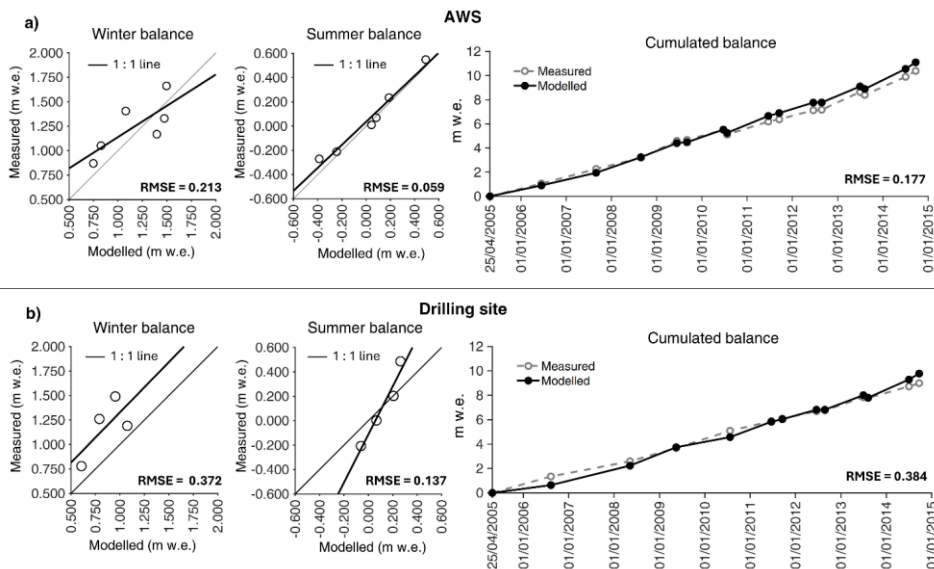 AWS
a)
Winter balance
1 : 1 line
Measured (m w.e.)
2.000
1.750
1.500
1.250
1.000
0.750
0.500
RMSE = 0.213
0.500
0.750
1.000
1.250
1.500
1.750
2.000
Modelled (m w.e.)
Summer balance
1 : 1 line
Measured (m w.e.)
0.600
0.400
0.200
0.000
-0.200
-0.400
-0.600
RMSE = 0.059
-0.600
-0.400
-0.200
0.000
0.200
0.400
0.600
Modelled (m w.e.)
Cumulated balance
Measured
Modelled
m w.e.
12
10
8
6
4
2
0
RMSE = 0.177
25/04/2005
01/01/2006
01/01/2007
01/01/2008
01/01/2009
01/01/2010
01/01/2011
01/01/2012
01/01/2013
01/01/2014
01/01/2015
Drilling site
b)
Winter balance
1 : 1 line
Measured (m w.e.)
2.000
1.750
1.500
1.250
1.000
0.750
0.500
RMSE = 0.372
0.500
0.750
1.000
1.250
1.500
1.750
2.000
Modelled (m w.e.)
Summer balance
1 : 1 line
Measured (m w.e.)
0.600
0.400
0.200
0.000
-0.200
-0.400
-0.600
RMSE = 0.137
-0.600
-0.400
-0.200
0.000
0.200
0.400
0.600
Modelled (m w.e.)
Cumulated balance
Measured
Modelled
m w.e.
12
10
8
6
4
2
0
RMSE = 0.384
25/04/2005
01/01/2006
01/01/2007
01/01/2008
01/01/2009
01/01/2010
01/01/2011
01/01/2012
01/01/2013
01/01/2014
01/01/2015